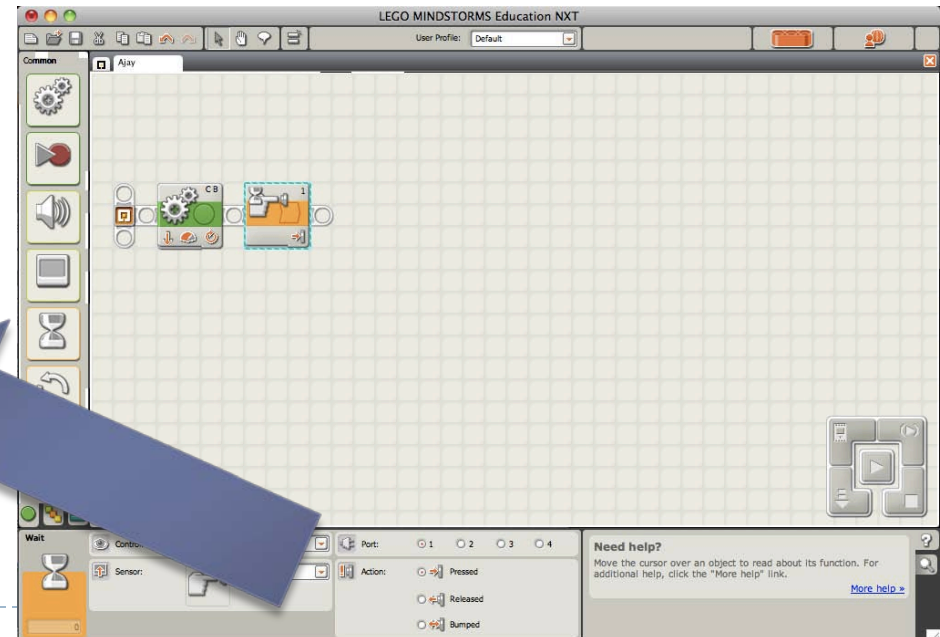 LEGO MINDSTORMS Education NXT
User Profile: Default
Common
Ajay
C B
1
Wait
Control:
Port: 1 2 3 4
Sensor:
Action: Pressed
Released
Bumped
0
Need help?
Move the cursor over an object to read about its function. For
additional help, click the "More help" link.
More help »
?